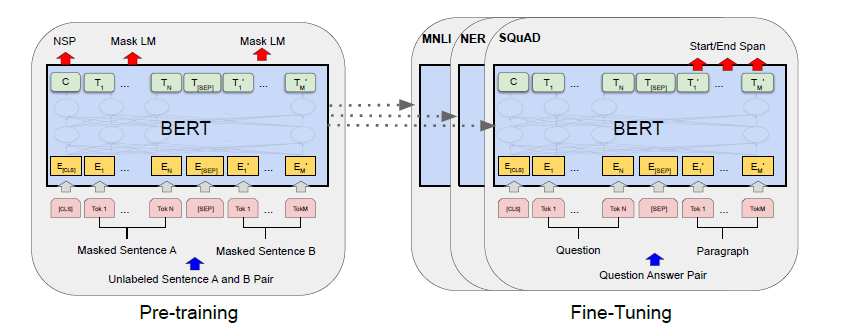 NSP Mask LM Mask LM
C T1 ... TN T[SEP] T1' ... TM'
BERT
E[CLS] E1 ... EN E[SEP] E1' ... EM'
[CLS] Tok 1 ... Tok N [SEP] Tok 1 ... TokM
Masked Sentence A Masked Sentence B
Unlabeled Sentence A and B Pair
Pre-training
MNLI NER SQuAD
Start/End Span
C T1 ... TN T[SEP] T1' ... TM'
BERT
E[CLS] E1 ... EN E[SEP] E1' ... EM'
[CLS] Tok 1 ... Tok N [SEP] Tok 1 ... TokM
Question Paragraph
Question Answer Pair
Fine-Tuning